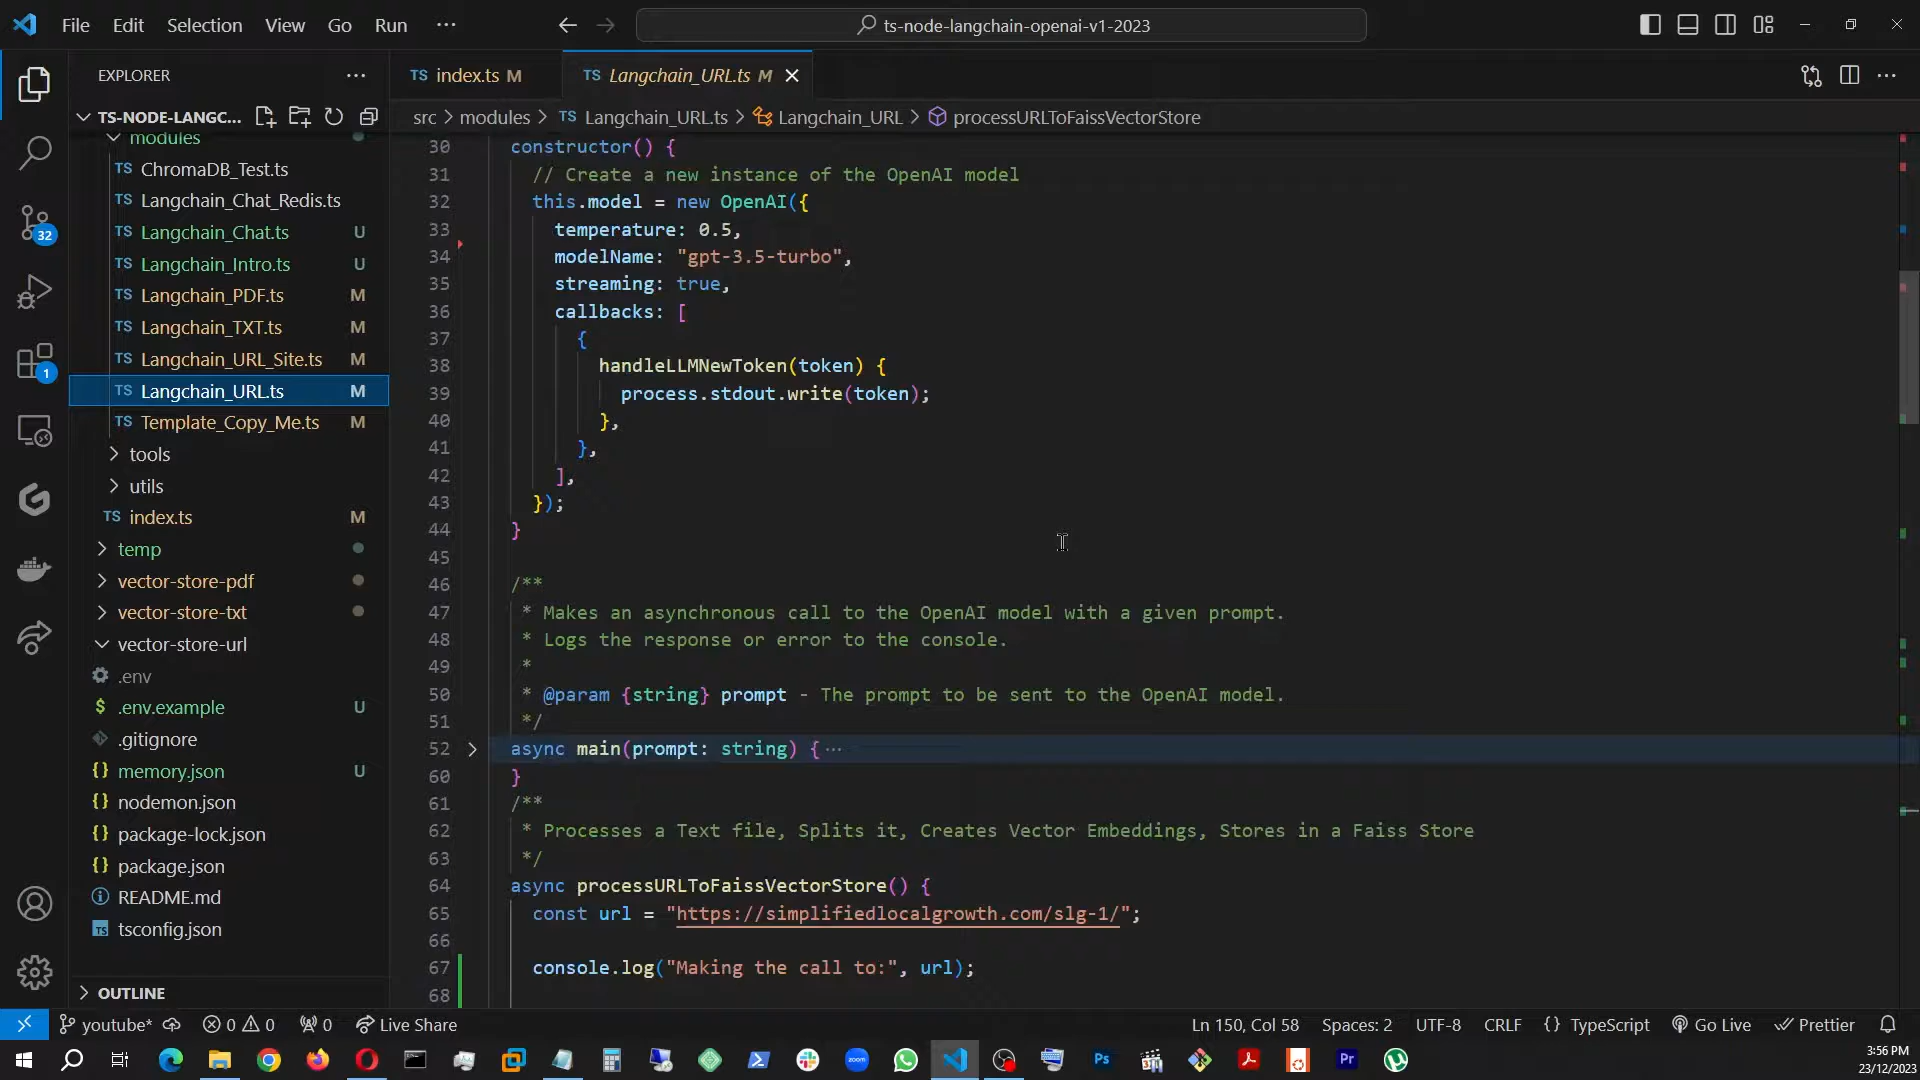 File Edit Selection View Go Run ··· ts-node-langchain-openai-v1-2023
EXPLORER ···
TS index.ts M TS Langchain_URL.ts M
TS-NODE-LANGC...
src > modules > TS Langchain_URL.ts > Langchain_URL > processURLToFaissVectorStore
modules
TS ChromaDB_Test.ts
TS Langchain_Chat_Redis.ts
TS Langchain_Chat.ts U
TS Langchain_Intro.ts U
TS Langchain_PDF.ts M
TS Langchain_TXT.ts M
TS Langchain_URL_Site.ts M
TS Langchain_URL.ts M
TS Template_Copy_Me.ts M
tools
utils
TS index.ts M
temp
vector-store-pdf
vector-store-txt
vector-store-url
.env
$ .env.example U
.gitignore
{} memory.json U
{} nodemon.json
{} package-lock.json
{} package.json
README.md
TS tsconfig.json
OUTLINE
32
1
30 constructor() {
31 // Create a new instance of the OpenAI model
32 this.model = new OpenAI({
33 temperature: 0.5,
34 modelName: "gpt-3.5-turbo",
35 streaming: true,
36 callbacks: [
37 {
38 handleLLMNewToken(token) {
39 process.stdout.write(token);
40 },
41 },
42 ],
43 });
44 }
45
46 /**
47 * Makes an asynchronous call to the OpenAI model with a given prompt.
48 * Logs the response or error to the console.
49 *
50 * @param {string} prompt - The prompt to be sent to the OpenAI model.
51 */
52 async main(prompt: string) {···
60 }
61 /**
62 * Processes a Text file, Splits it, Creates Vector Embeddings, Stores in a Faiss Store
63 */
64 async processURLToFaissVectorStore() {
65 const url = "https://simplifiedlocalgrowth.com/slg-1/";
66
67 console.log("Making the call to:", url);
68
youtube* 0 0 0 Live Share Ln 150, Col 58 Spaces: 2 UTF-8 CRLF {} TypeScript Go Live Prettier
zoom Ps Pr
3:56 PM
23/12/2023